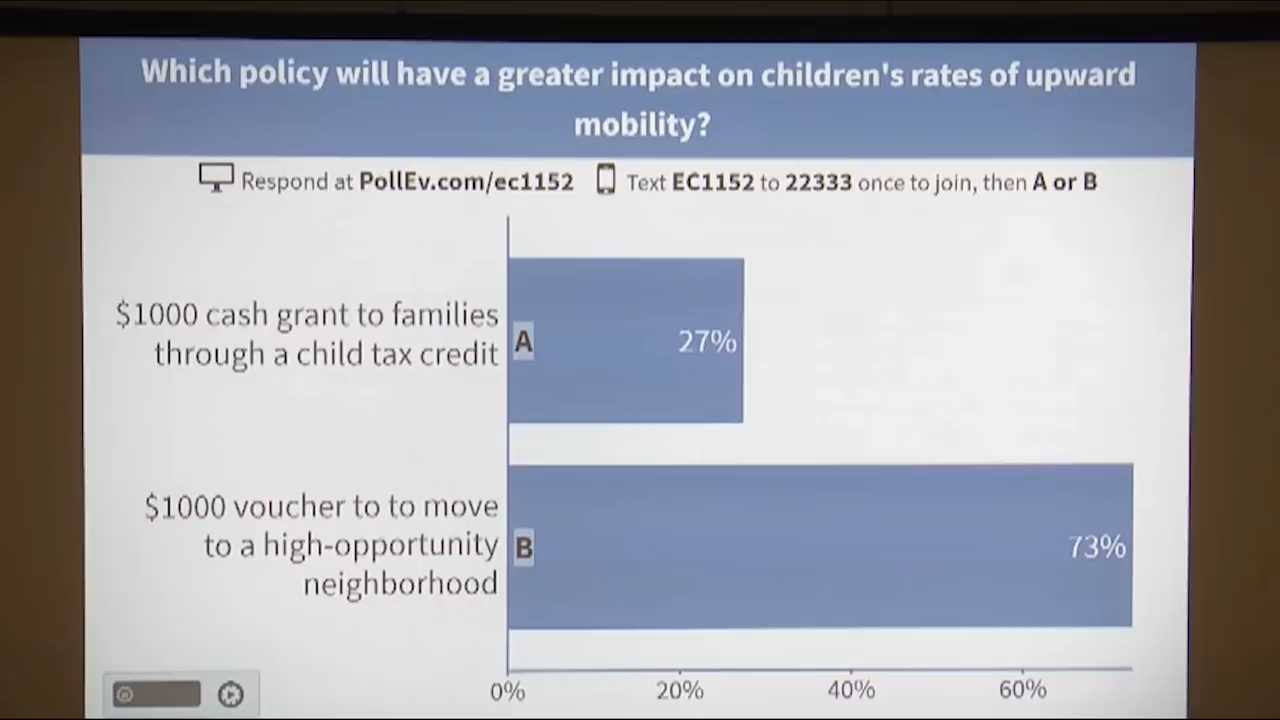 Which policy will have a greater impact on children's rates of upward
mobility?
Respond at PollEv.com/ec1152 Text EC1152 to 22333 once to join, then A or B
$1000 cash grant to families
through a child tax credit
A
27%
$1000 voucher to to move
to a high-opportunity
neighborhood
B
73%
0% 20% 40% 60%